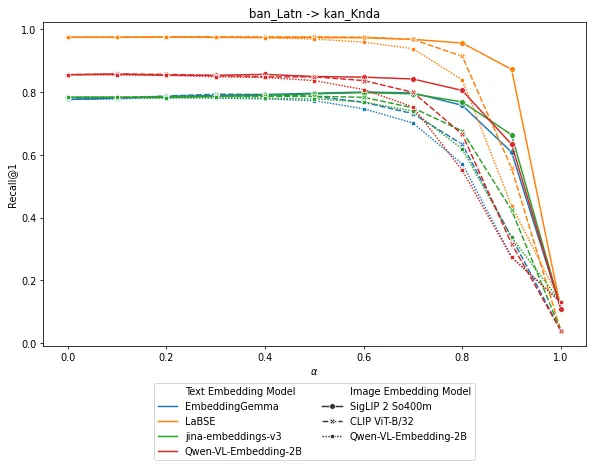 ban_Latn -> kan_Knda
1.0
0.8
0.6
0.4
0.2
0.0
Recall@1
0.0 0.2 0.4 0.6 0.8 1.0
α
Text Embedding Model Image Embedding Model
EmbeddingGemma SigLIP 2 So400m
LaBSE CLIP ViT-B/32
jina-embeddings-v3 Qwen-VL-Embedding-2B
Qwen-VL-Embedding-2B